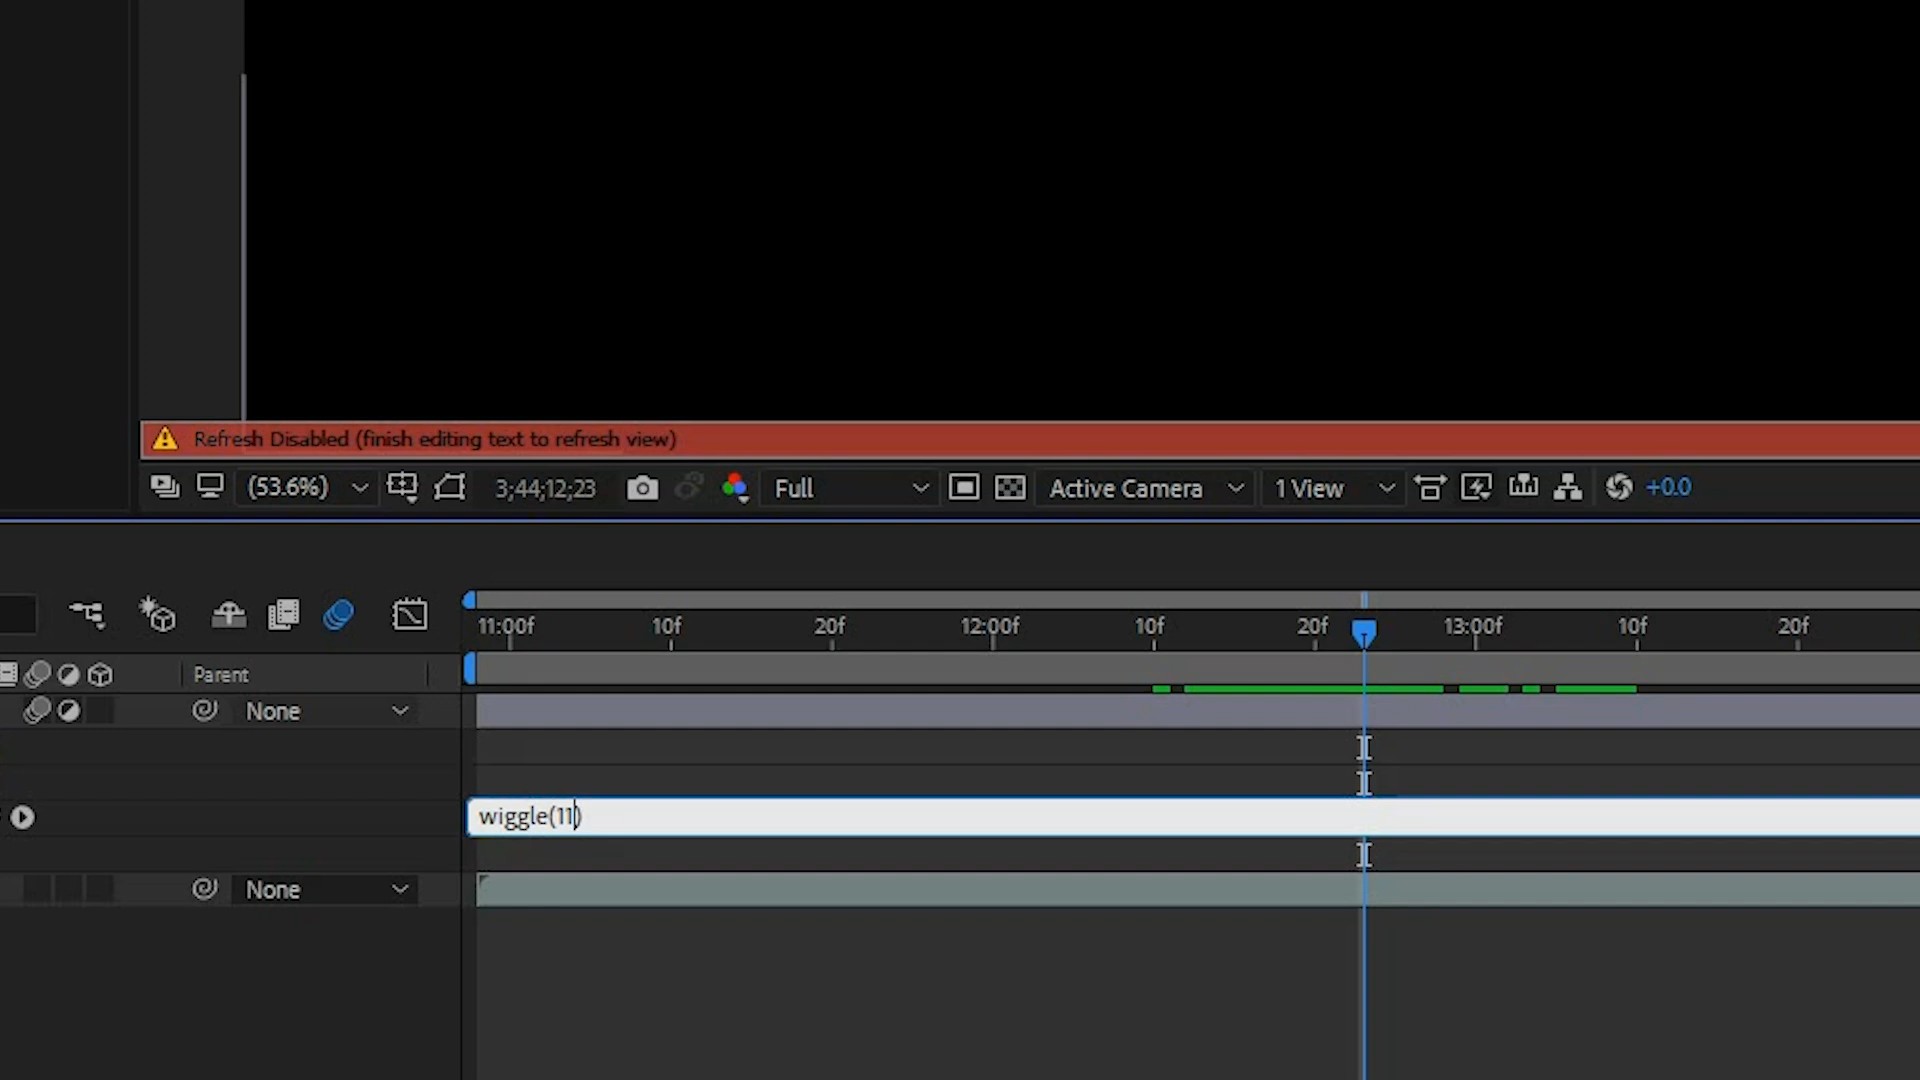 Refresh Disabled (finish editing text to refresh view)
(53.6%) 3;44;12;23 Full Active Camera 1 View +0.0
11:00f 10f 20f 12:00f 10f 20f 13:00f 10f 20f
Parent
None
wiggle(11)
None